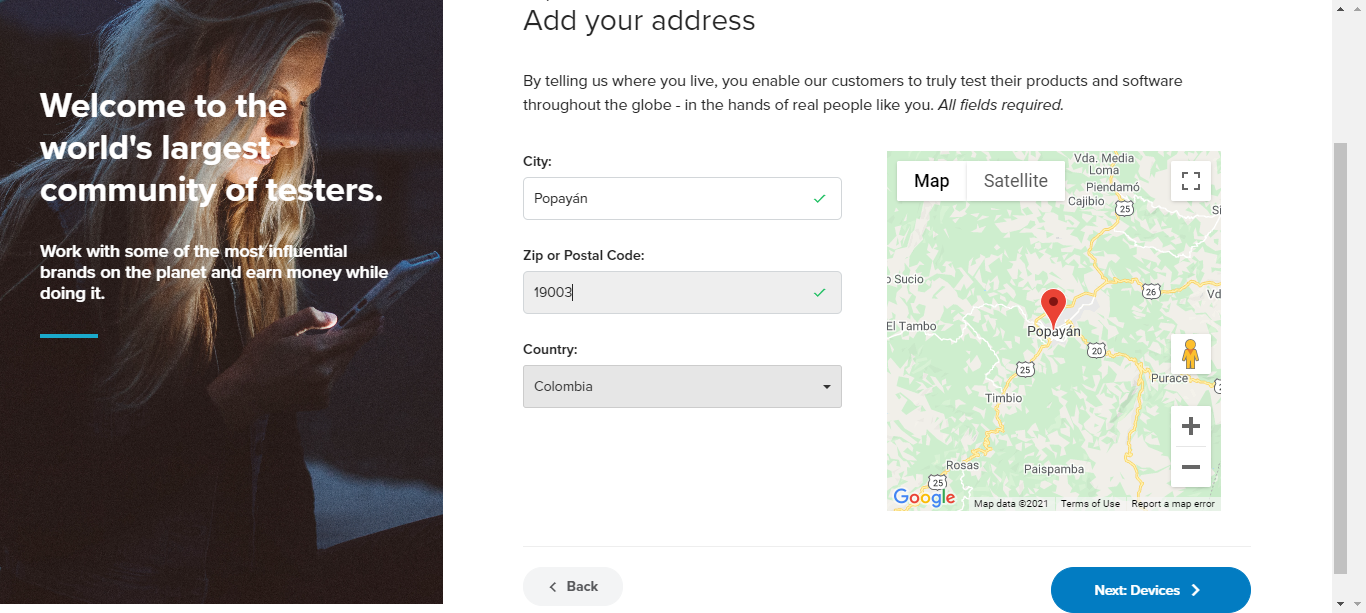 Welcome to the
world's largest
community of testers.
Work with some of the most influential
brands on the planet and earn money while
doing it.
Add your address
By telling us where you live, you enable our customers to truly test their products and software
throughout the globe - in the hands of real people like you. All fields required.
City:
Popayán
Zip or Postal Code:
19003
Country:
Colombia
Map
Satellite
Vda. Media
Loma
Piendamó
Cajibio
25
Si
o Sucio
26
Vd
El Tambo
Popayán
20
25
Purace
Timbio
Rosas
Paispamba
25
Google
Map data ©2021
Terms of Use
Report a map error
Back
Next: Devices